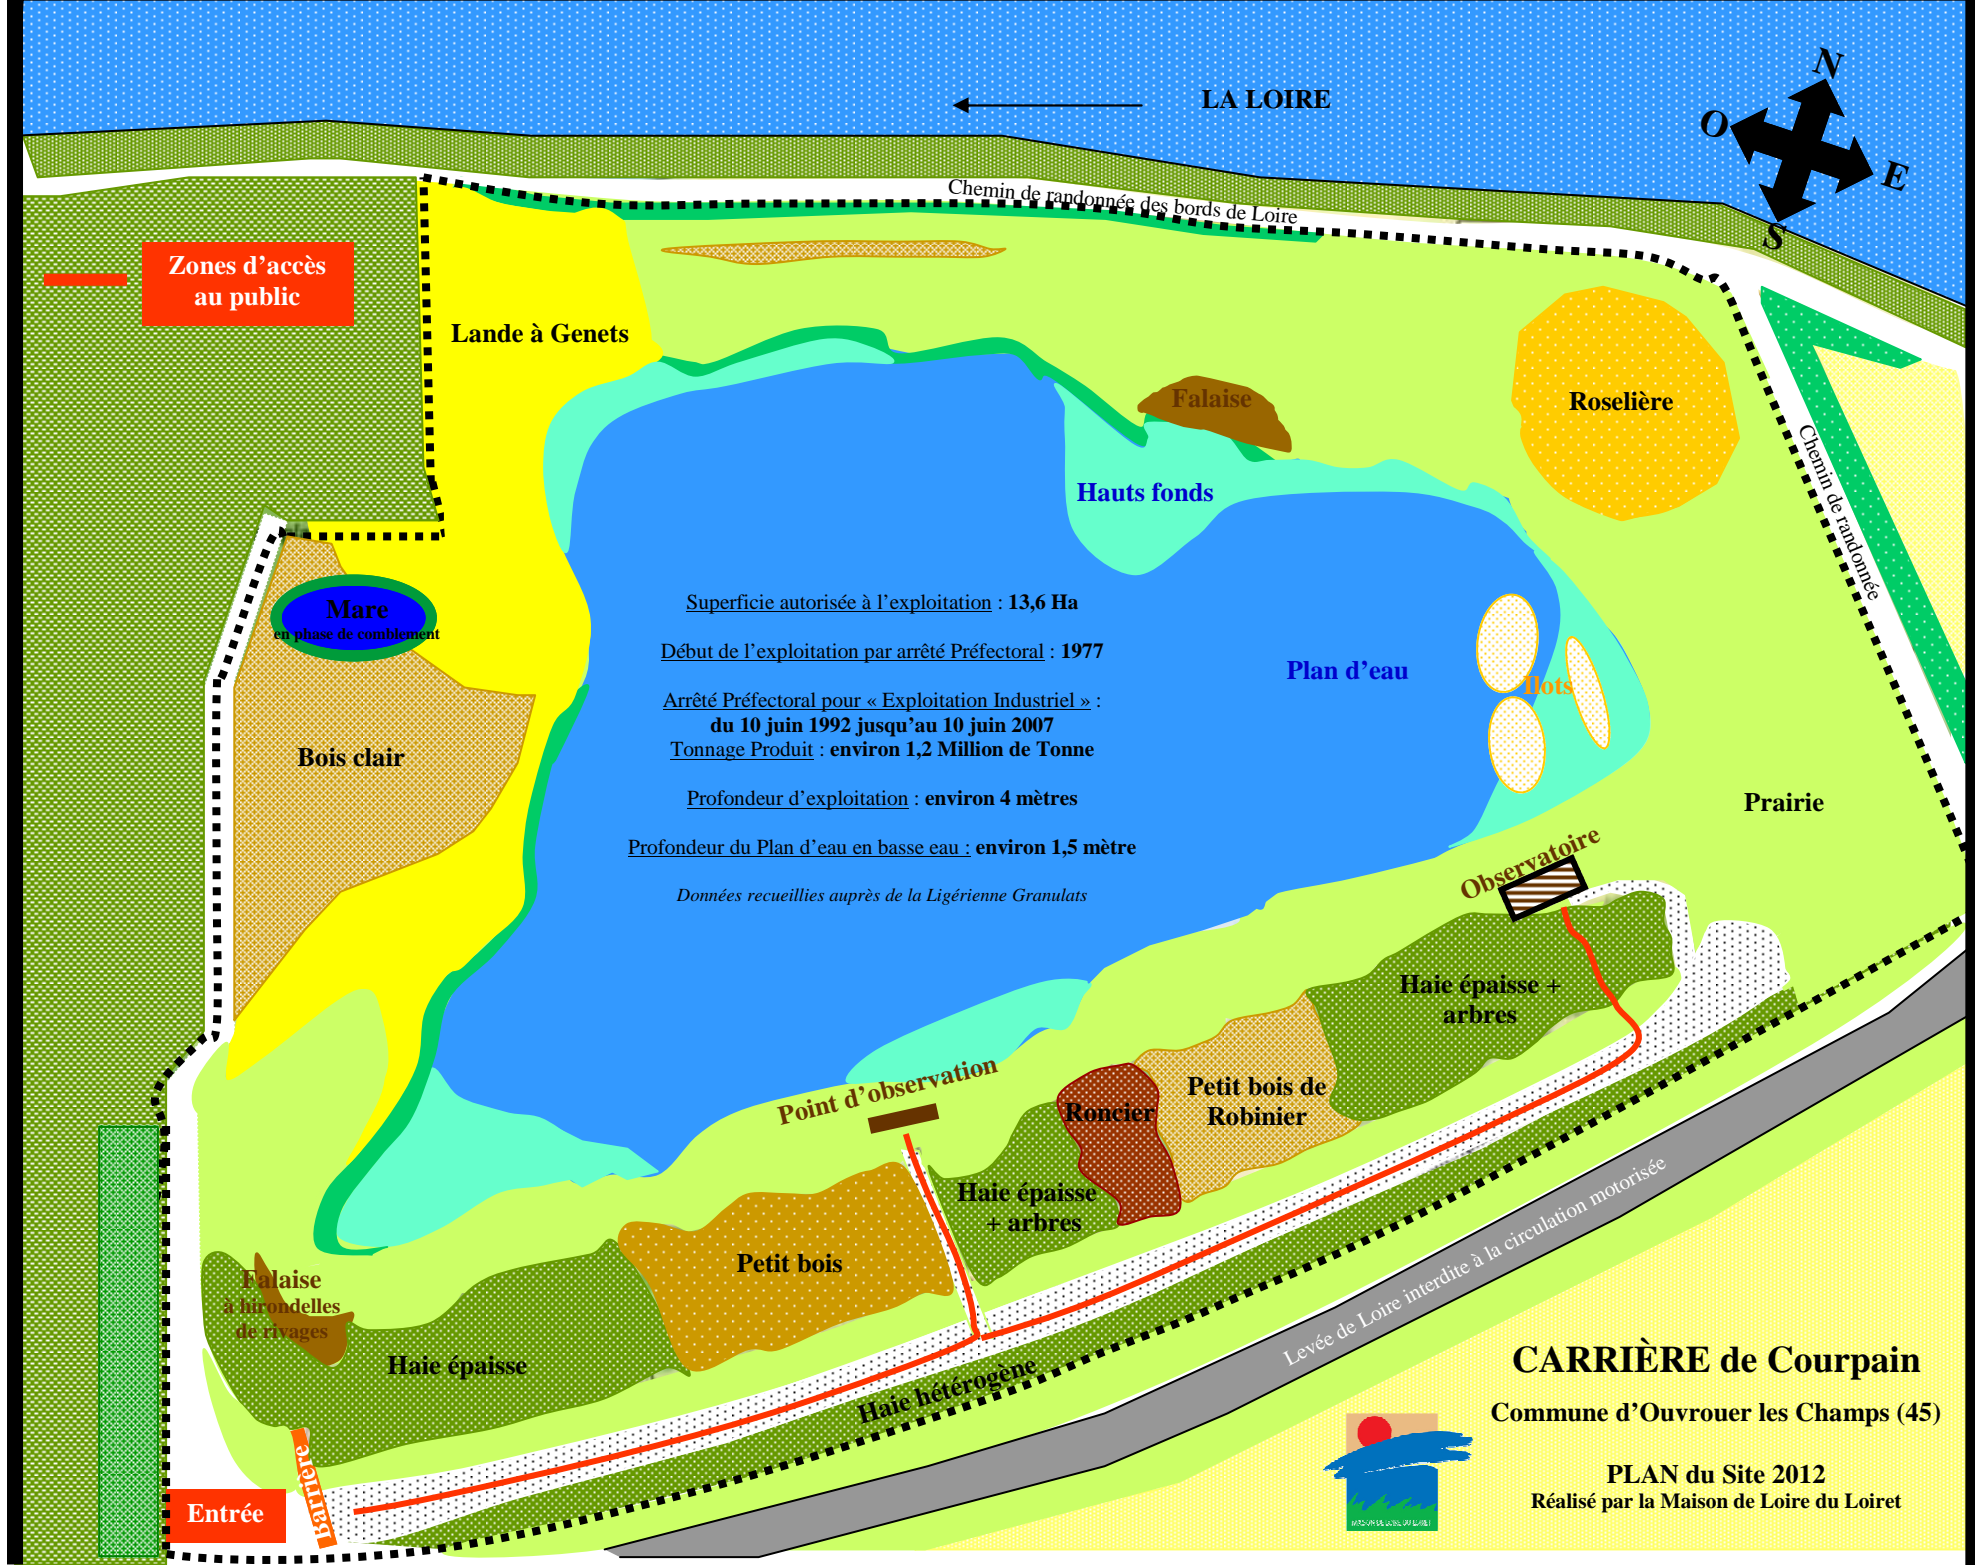 LA LOIRE
N
O
E
S
Chemin de randonnée des bords de Loire
Zones d’accès
au public
Lande à Genets
Falaise
Roselière
Hauts fonds
Chemin de randonnée
Mare
en phase de comblement
Superficie autorisée à l’exploitation : 13,6 Ha
Début de l’exploitation par arrêté Préfectoral : 1977
Arrêté Préfectoral pour « Exploitation Industriel » :
du 10 juin 1992 jusqu’au 10 juin 2007
Tonnage Produit : environ 1,2 Million de Tonne
Profondeur d’exploitation : environ 4 mètres
Profondeur du Plan d’eau en basse eau : environ 1,5 mètre
Données recueillies auprès de la Ligérienne Granulats
Plan d’eau
Ilots
Bois clair
Prairie
Observatoire
Haie épaisse +
arbres
Point d’observation
Roncier
Petit bois de
Robinier
Haie épaisse
+ arbres
Petit bois
Falaise
à hirondelles
de rivages
Haie épaisse
Haie hétérogène
Levée de Loire interdite à la circulation motorisée
Barrière
Entrée
CARRIÈRE de Courpain
Commune d’Ouvrouer les Champs (45)
PLAN du Site 2012
Réalisé par la Maison de Loire du Loiret
MAISON DE LOIRE DU LOIRET